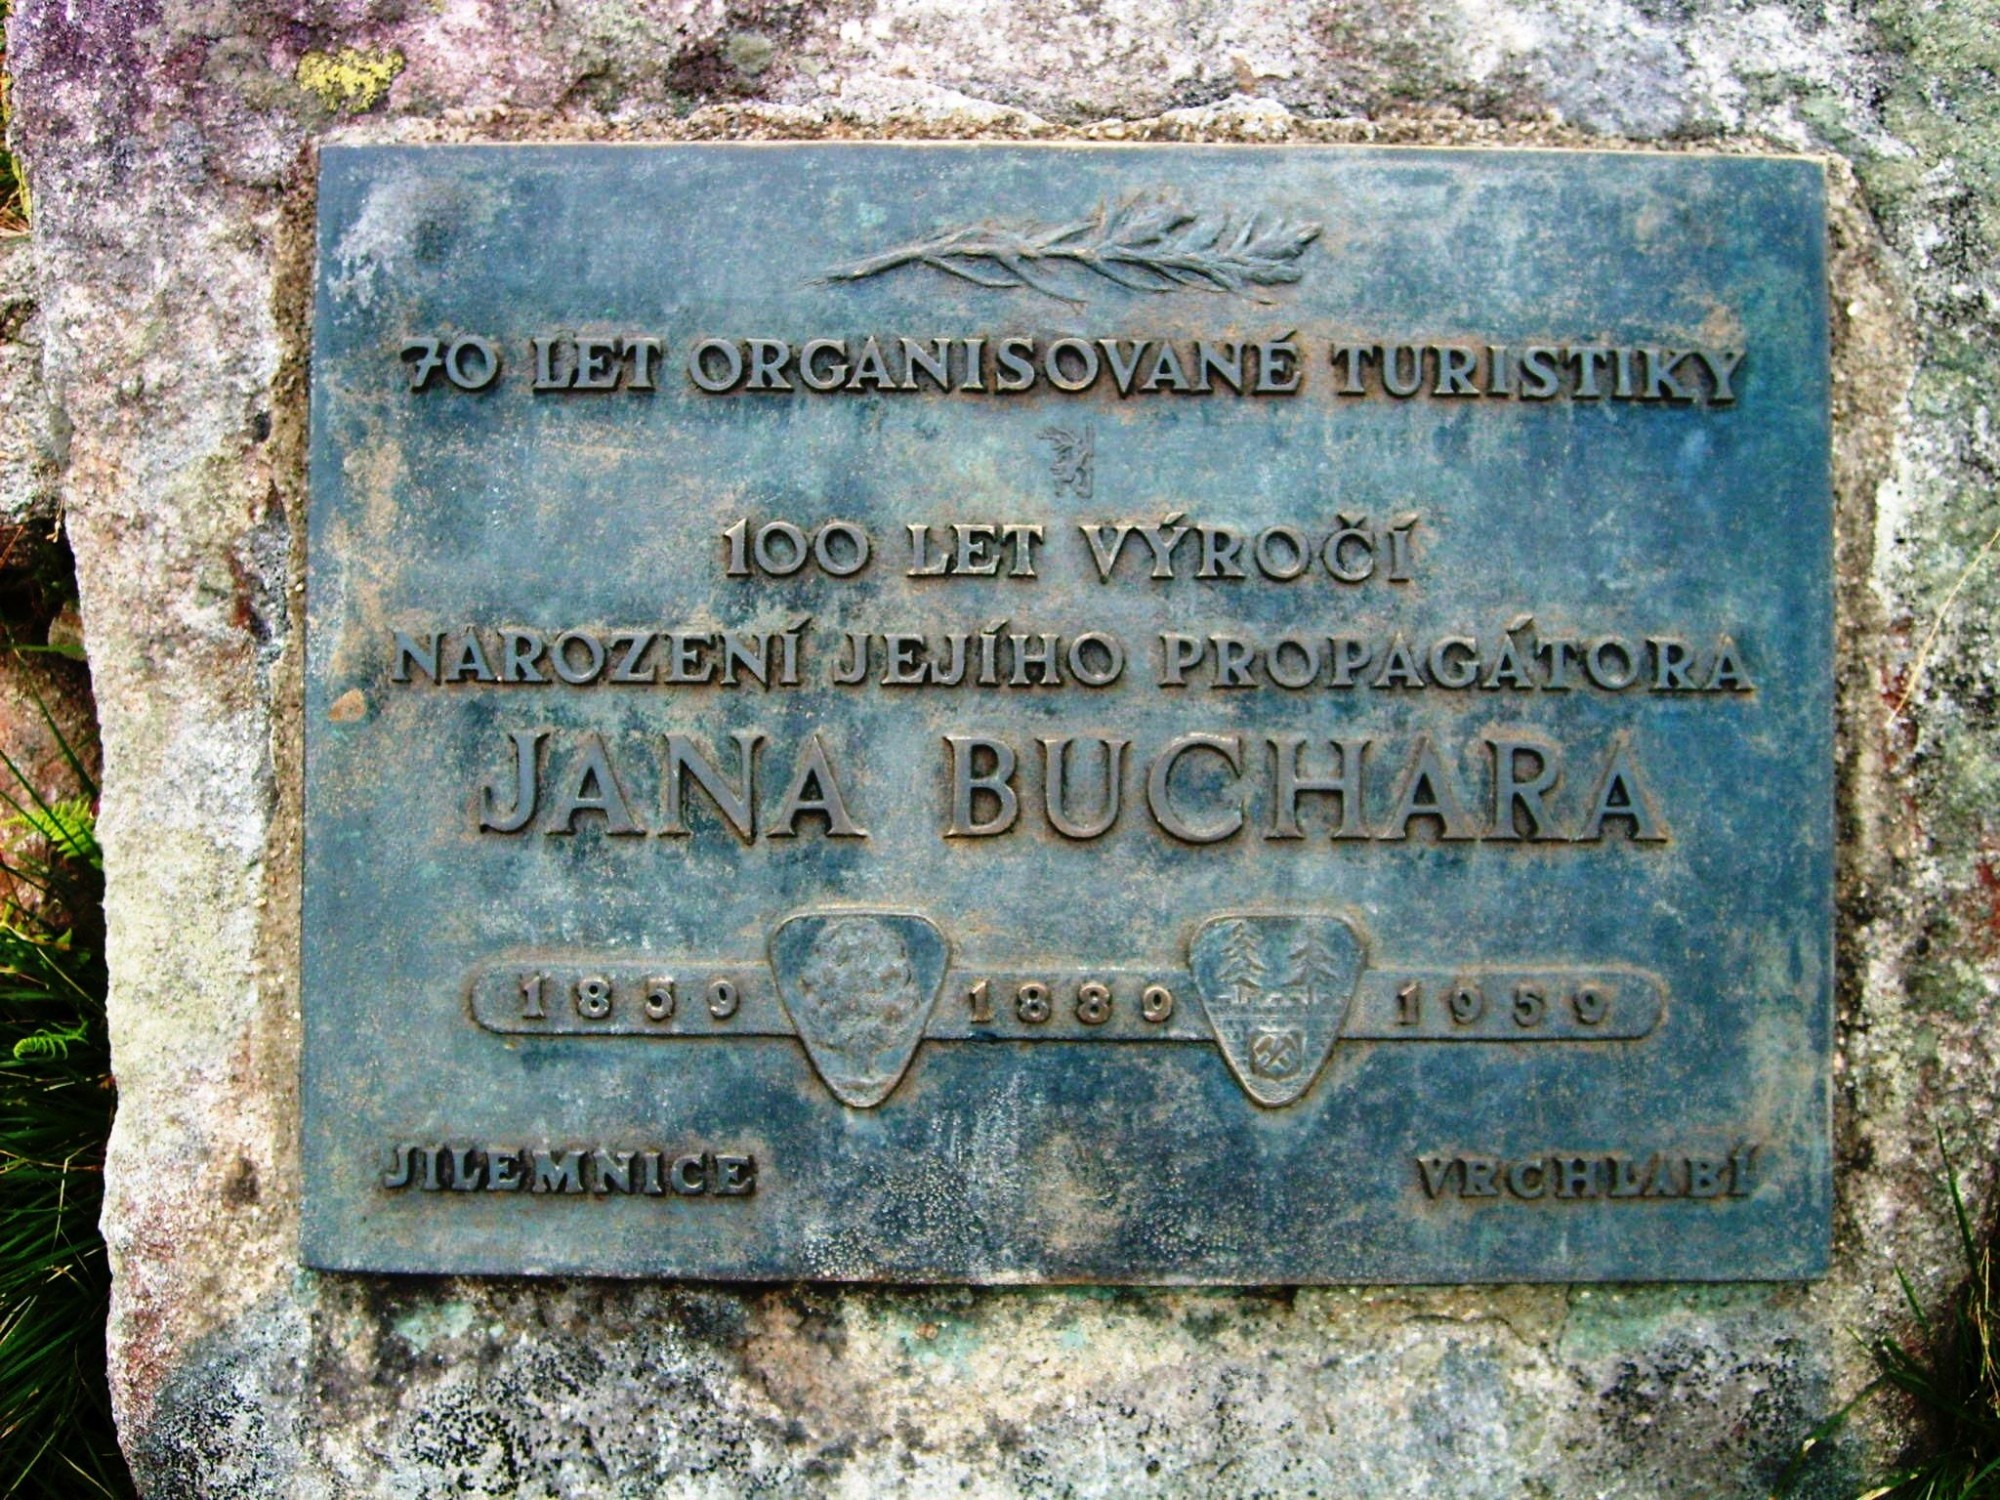 70 LET ORGANISOVANÉ TURISTIKY
100 LET VÝROČÍ
NAROZENÍ JEJÍHO PROPAGÁTORA
JANA BUCHARA
1859 1889 1959
JILEMNICE VRCHLABÍ